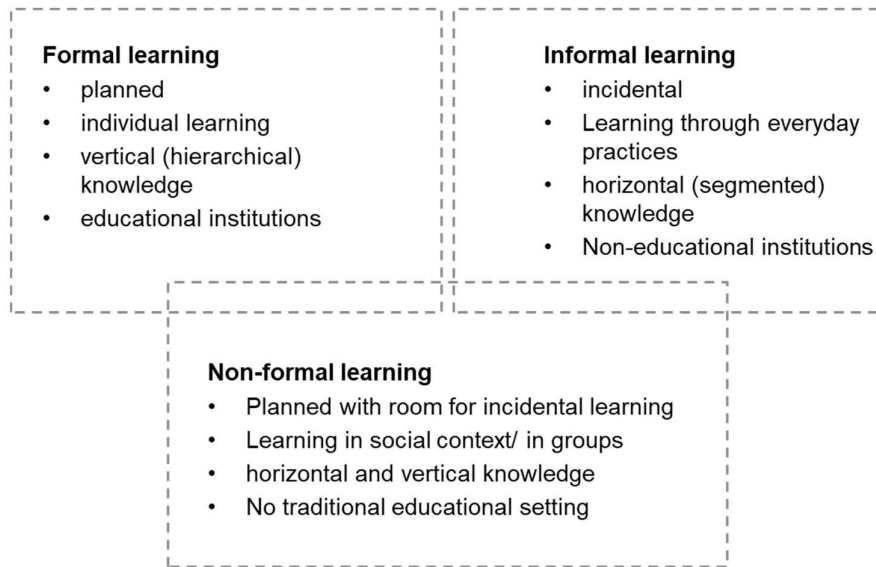 Formal learning
• planned
• individual learning
• vertical (hierarchical)
knowledge
• educational institutions
Informal learning
• incidental
• Learning through everyday
practices
• horizontal (segmented)
knowledge
• Non-educational institutions
Non-formal learning
• Planned with room for incidental learning
• Learning in social context/ in groups
• horizontal and vertical knowledge
• No traditional educational setting